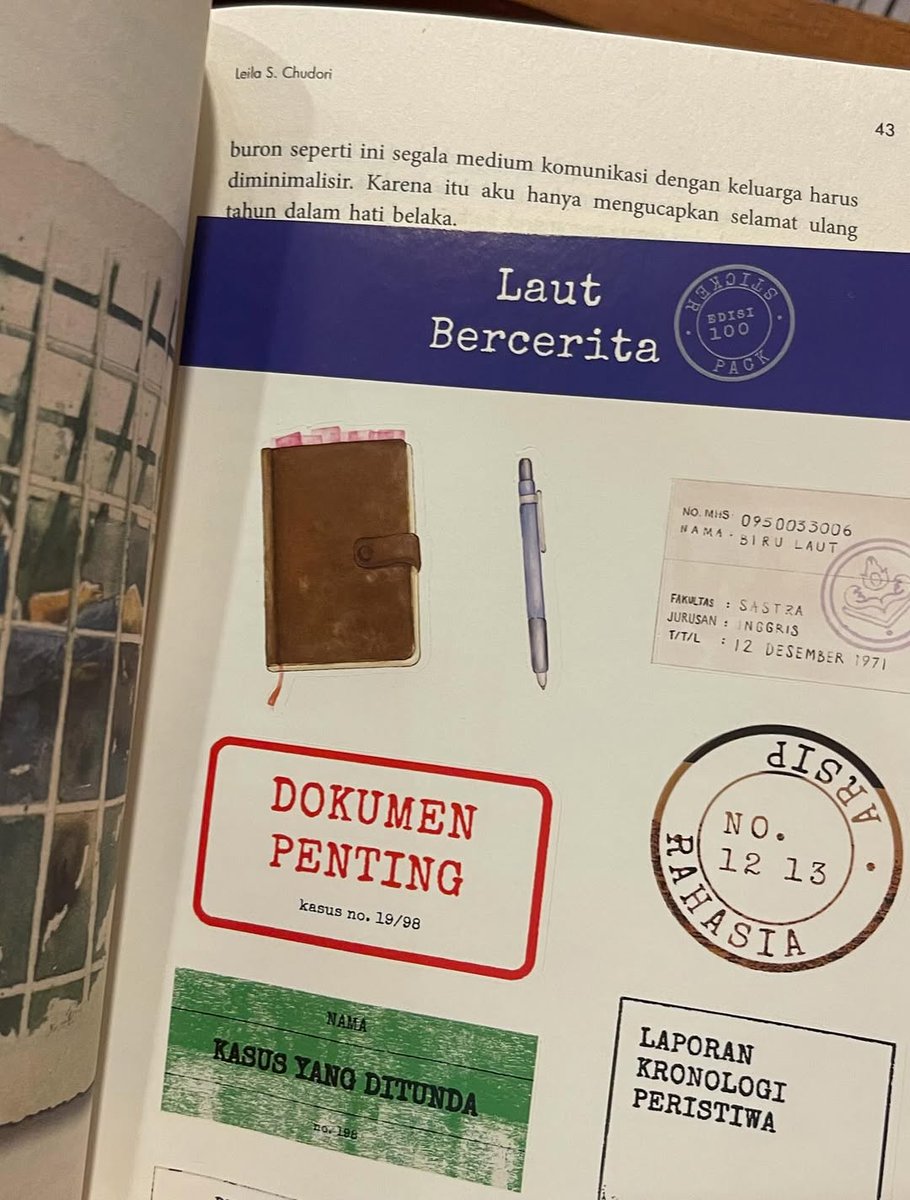 Leila S. Chudori
43
buron seperti ini segala medium komunikasi dengan keluarga harus
diminimalisir. Karena itu aku hanya mengucapkan selamat ulang
tahun dalam hati belaka.
Laut
Bercerita
STICKER
EDISI
100
PACK
NO. MHS: 0950033006
NAMA: BIRU LAUT
FAKULTAS : SASTRA
JURUSAN : INGGRIS
T/T/L : 12 DESEMBER 1971
DOKUMEN
PENTING
kasus no. 19/98
ARSIP
NO.
12 13
RAHASIA
NAMA
KASUS YANG DITUNDA
no. 198
LAPORAN
KRONOLOGI
PERISTIWA